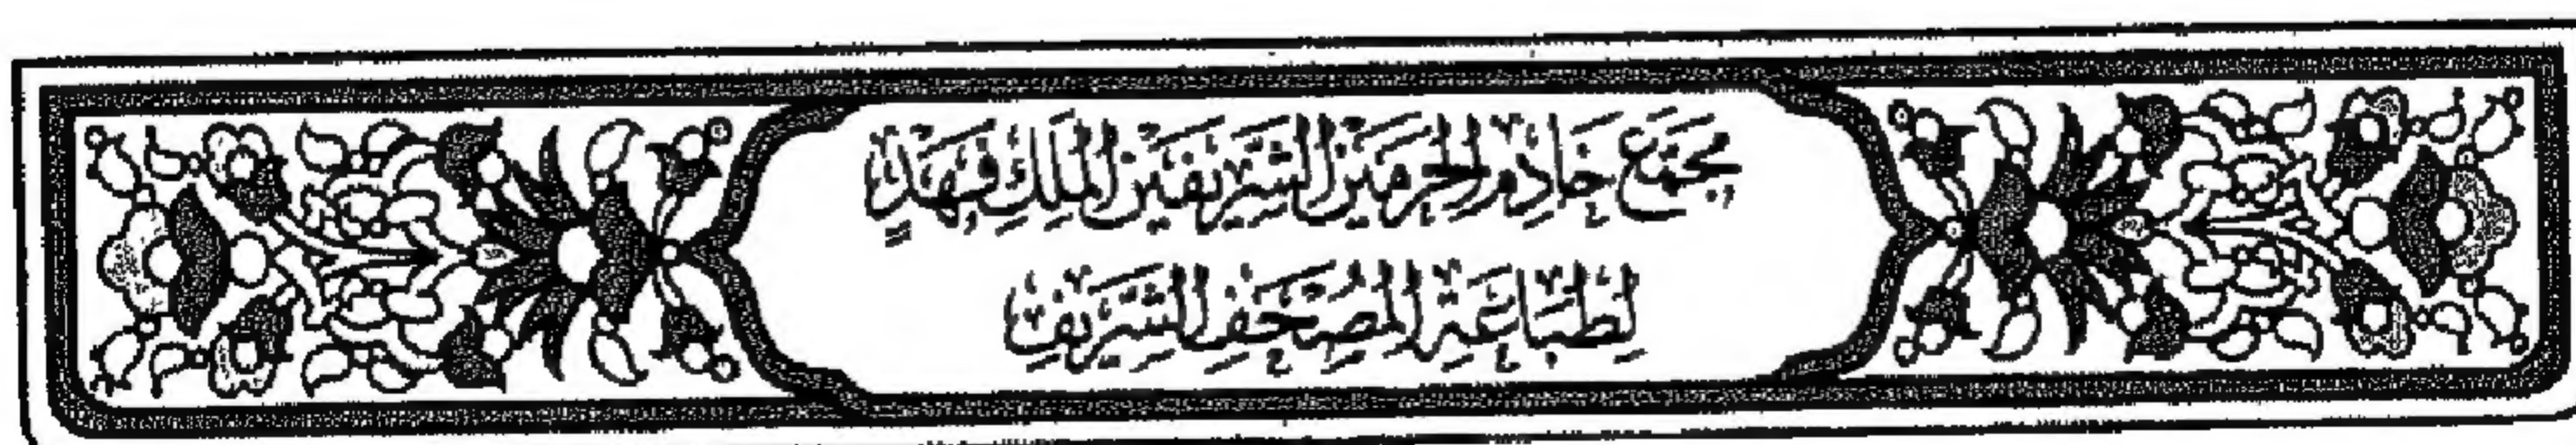 مجمع خادم الحرمين الشريفين الملك فهد
لطباعة المصحف الشريف